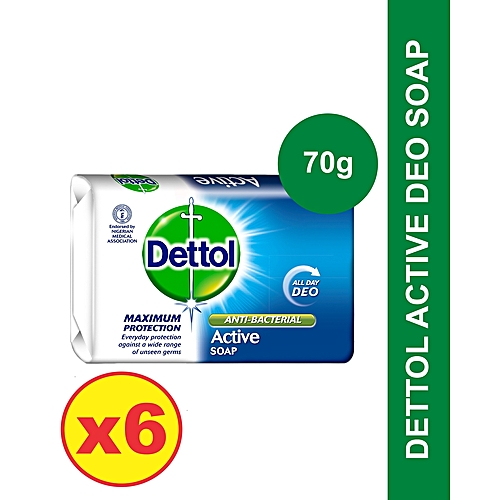 70g
DETTOL ACTIVE DEO SOAP
Dettol
Active
Endorsed by
NIGERIAN
MEDICAL
ASSOCIATION
Dettol
ALL DAY
DEO
MAXIMUM
PROTECTION
Everyday protection
against a wide range
of unseen germs
ANTI-BACTERIAL
Active
SOAP
x6